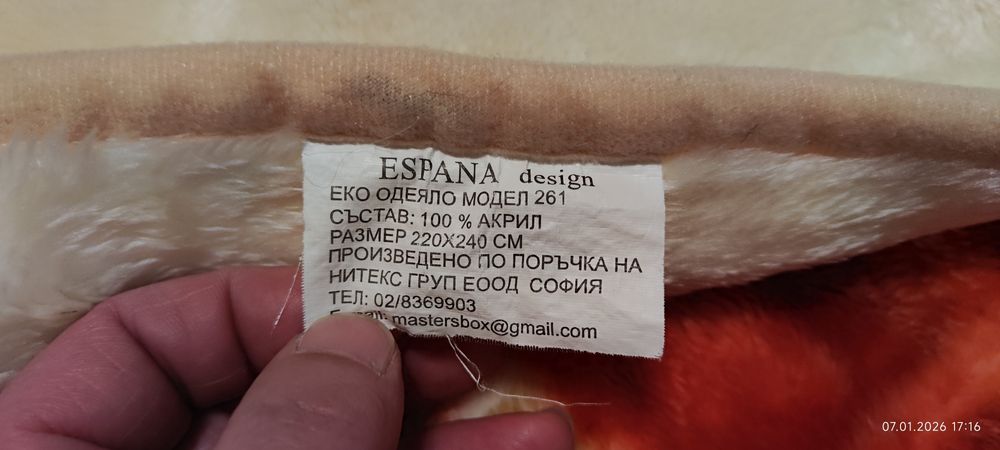 ESPANA design
ЕКО ОДЕЯЛО МОДЕЛ 261
СЪСТАВ: 100 % АКРИЛ
РАЗМЕР 220X240 СМ
ПРОИЗВЕДЕНО ПО ПОРЪЧКА НА
НИТЕКС ГРУП ЕООД СОФИЯ
ТЕЛ: 02/8369903
mastersbox@gmail.com
07.01.2026 17:16